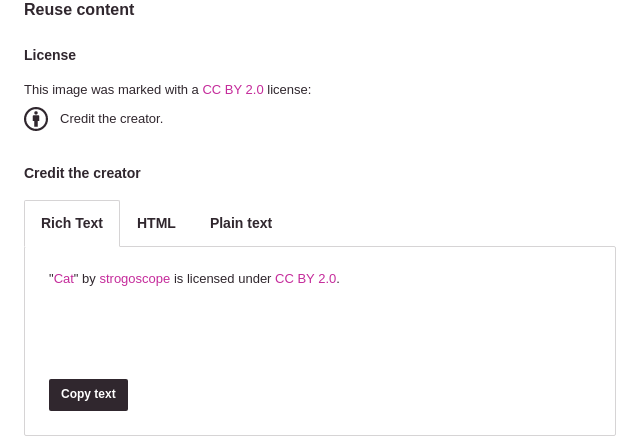 Reuse content
License
This image was marked with a CC BY 2.0 license:
Credit the creator.
Credit the creator
Rich Text HTML Plain text
"Cat" by strogoscope is licensed under CC BY 2.0.
Copy text